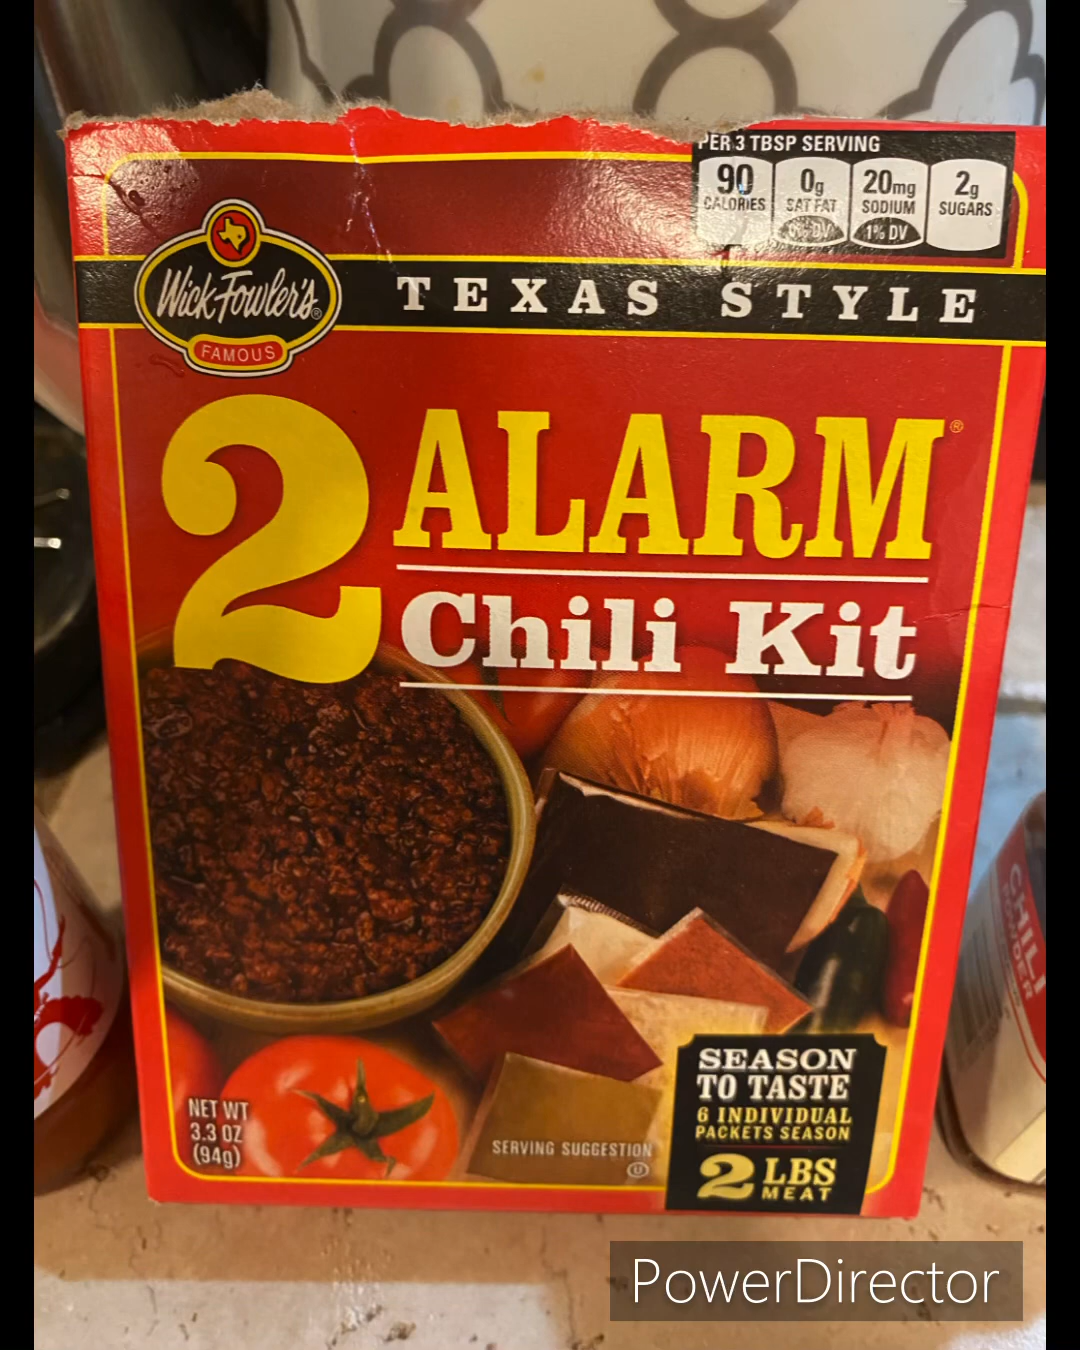 PER 3 TBSP SERVING
90
CALORIES
0g
SAT FAT
0% DV
20mg
SODIUM
1% DV
2g
SUGARS
Wick Fowler's®
FAMOUS
TEXAS STYLE
2 ALARM®
Chili Kit
SEASON
TO TASTE
6 INDIVIDUAL
PACKETS SEASON
2 LBS
MEAT
NET WT
3.3 OZ
(94g)
SERVING SUGGESTION
U
CHILI
POWDER
PowerDirector